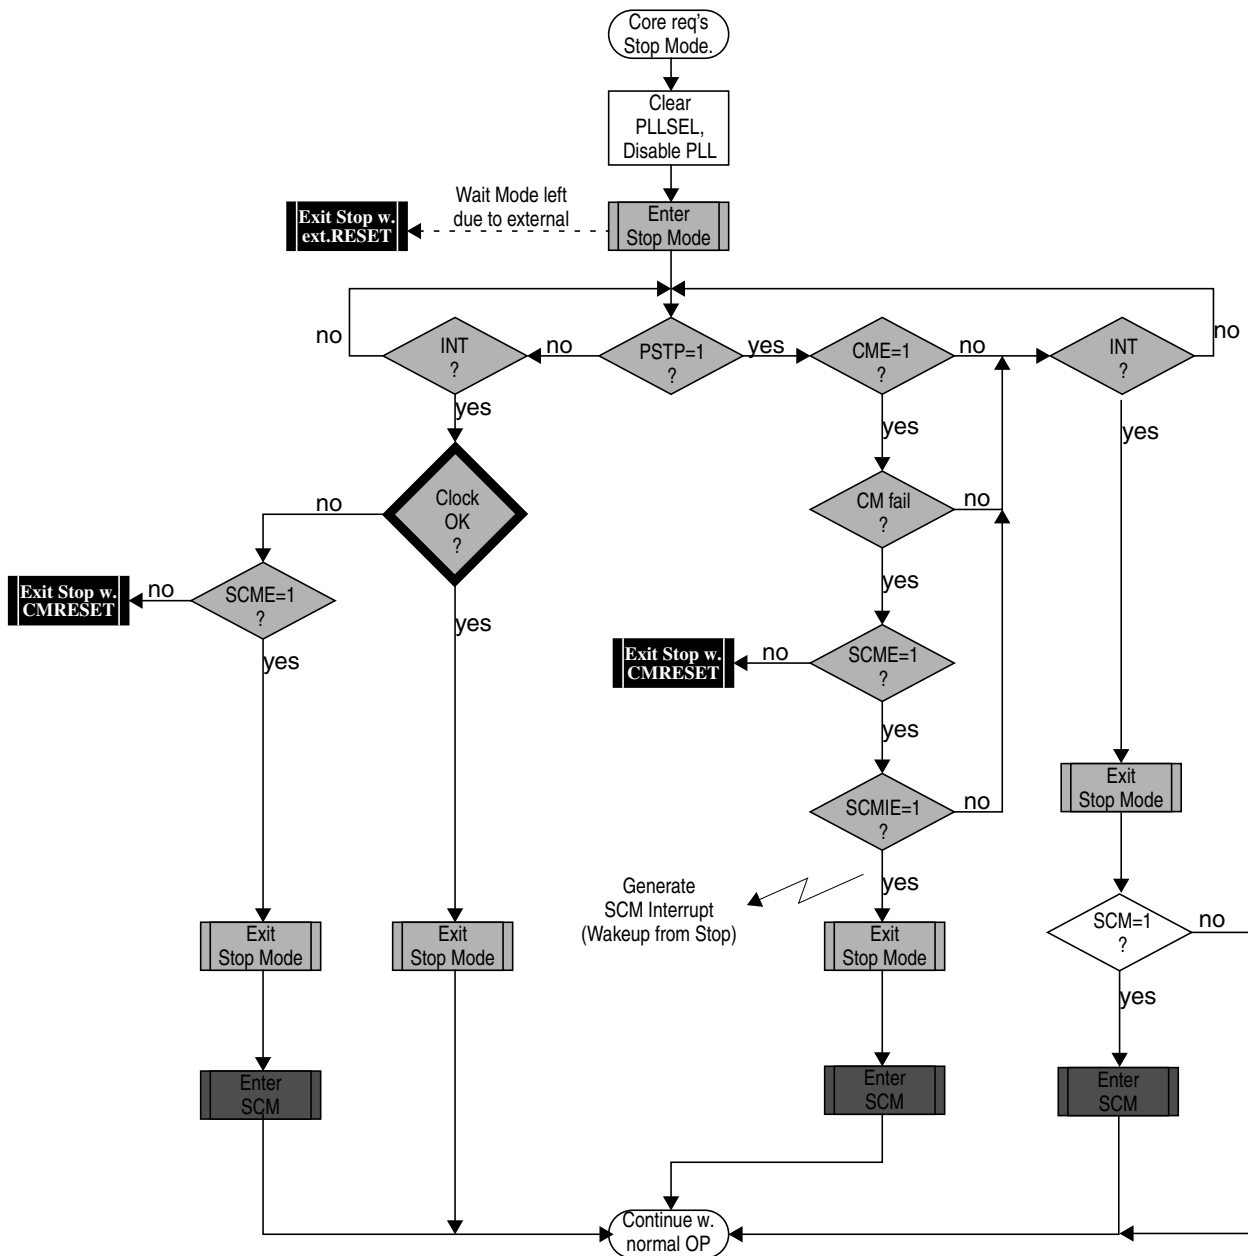 Core req's
Stop Mode.
Clear
PLLSEL,
Disable PLL
Wait Mode left
due to external
Exit Stop w.
ext.RESET
Enter
Stop Mode
no
INT
?
no
PSTP=1
?
yes
CME=1
?
no
INT
?
no
yes
yes
yes
Clock
OK
?
no
CM fail
?
no
yes
Exit Stop w.
CMRESET
no
SCME=1
?
yes
yes
Exit Stop w.
CMRESET
no
SCME=1
?
yes
SCMIE=1
?
no
Exit
Stop Mode
Generate
SCM Interrupt
(Wakeup from Stop)
yes
Exit
Stop Mode
Exit
Stop Mode
Exit
Stop Mode
SCM=1
?
no
yes
Enter
SCM
Enter
SCM
Enter
SCM
Continue w.
normal OP